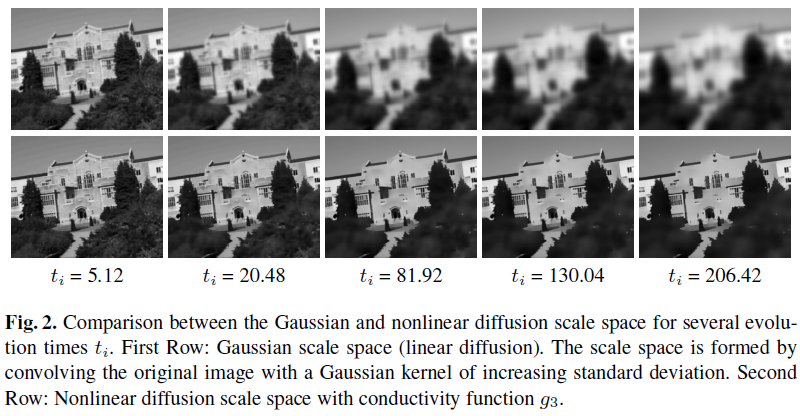 t_i = 5.12 t_i = 20.48 t_i = 81.92 t_i = 130.04 t_i = 206.42
Fig. 2. Comparison between the Gaussian and nonlinear diffusion scale space for several evolu-
tion times t_i. First Row: Gaussian scale space (linear diffusion). The scale space is formed by
convolving the original image with a Gaussian kernel of increasing standard deviation. Second
Row: Nonlinear diffusion scale space with conductivity function g_3.